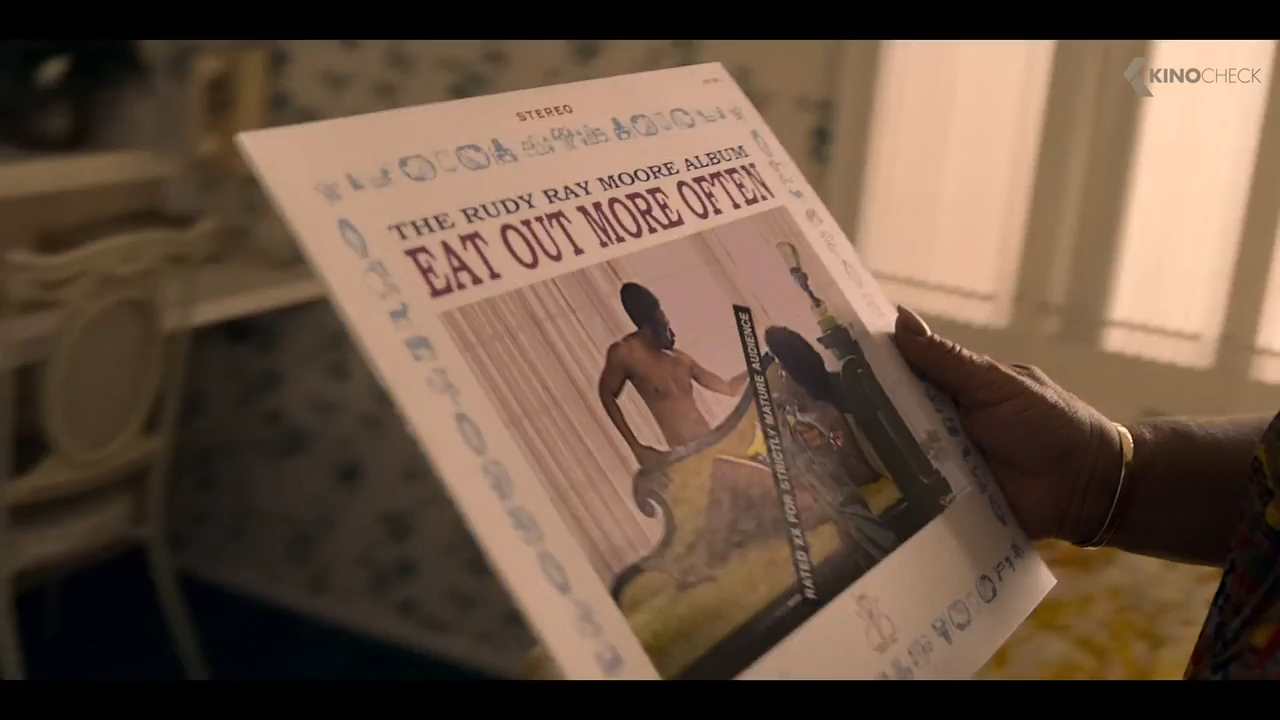 KINOCHECK
STEREO
THE RUDY RAY MOORE ALBUM
EAT OUT MORE OFTEN
RATED XX FOR STRICTLY MATURE AUDIENCE